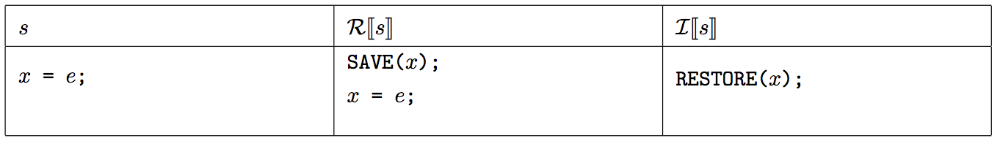 s
ℛ⟦s⟧
ℐ⟦s⟧
x = e;
SAVE(x);
x = e;
RESTORE(x);